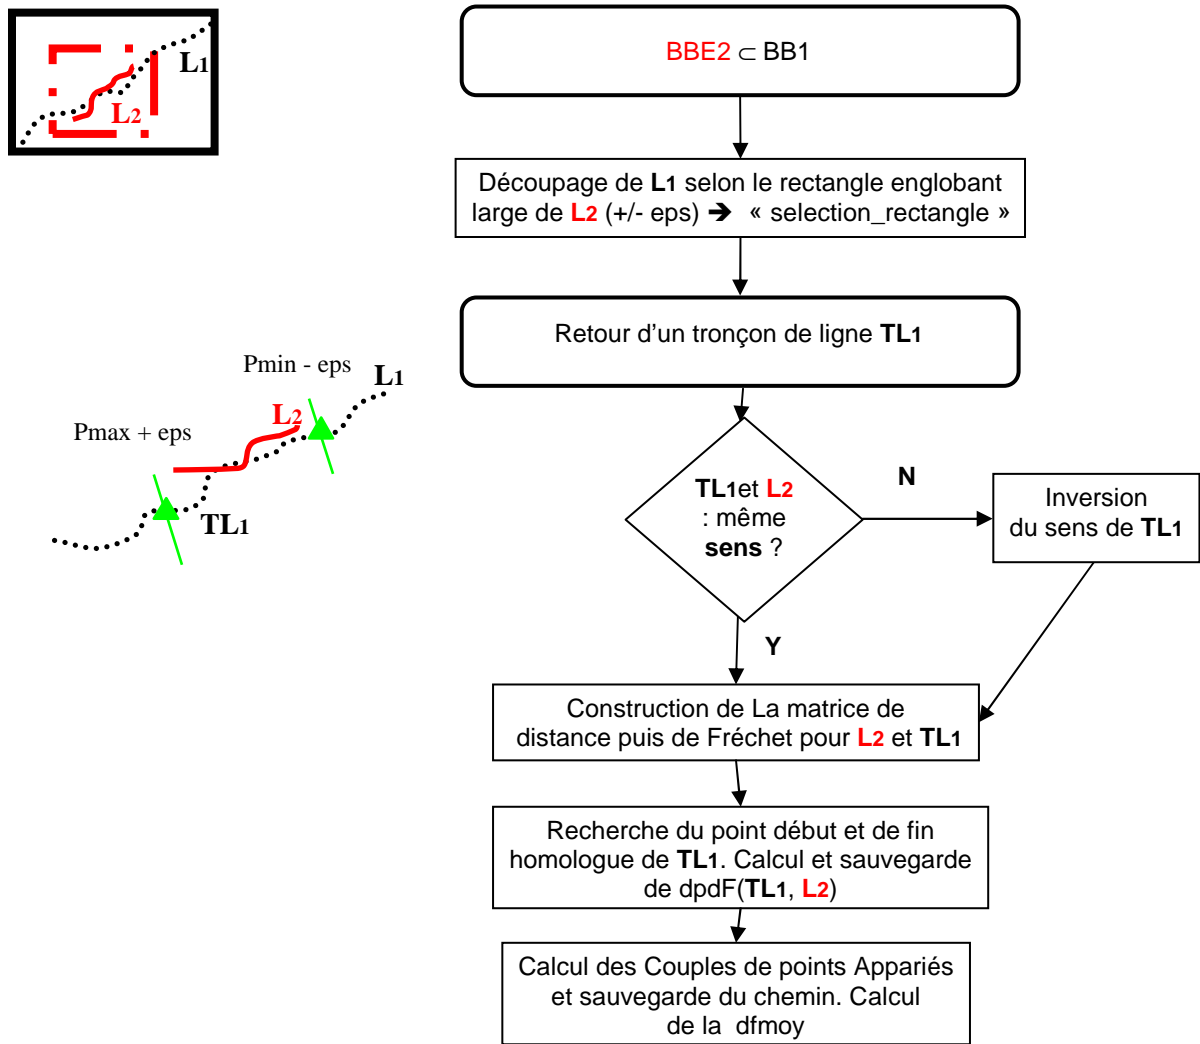 L1
L2
BBE2 ⊂ BB1
Découpage de L1 selon le rectangle englobant
large de L2 (+/- eps) ➔ « selection_rectangle »
Retour d'un tronçon de ligne TL1
Pmin - eps
L1
L2
Pmax + eps
TL1
TL1et L2
: même
sens ?
N
Inversion
du sens de TL1
Y
Construction de La matrice de
distance puis de Fréchet pour L2 et TL1
Recherche du point début et de fin
homologue de TL1. Calcul et sauvegarde
de dpdF(TL1, L2)
Calcul des Couples de points Appariés
et sauvegarde du chemin. Calcul
de la dfmoy